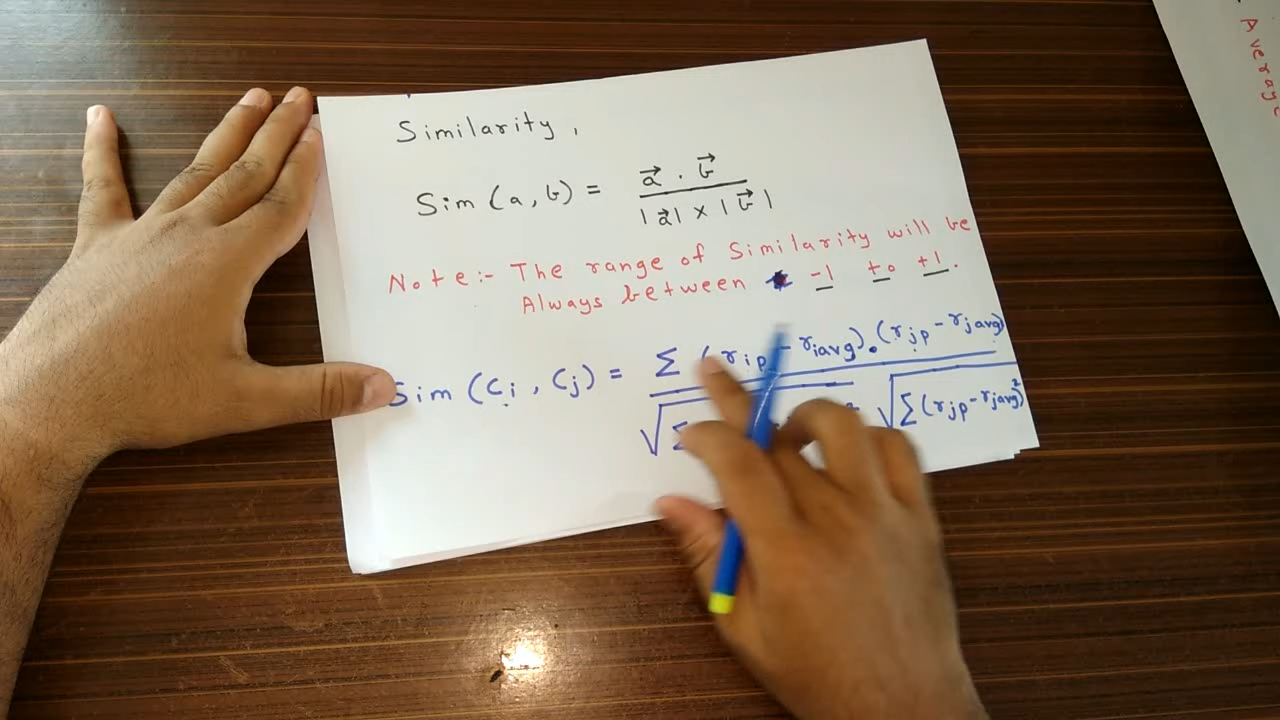 Similarity,
Sim (a, b) = a⃗ . b⃗ / |a⃗| × |b⃗|
Note:- The range of Similarity will be
Always between -1 to +1.
Sim (Ci, Cj) = Σ (rip - riavg) . (rjp - rjavg) / √Σ √Σ(rjp - rjavg)²
Average